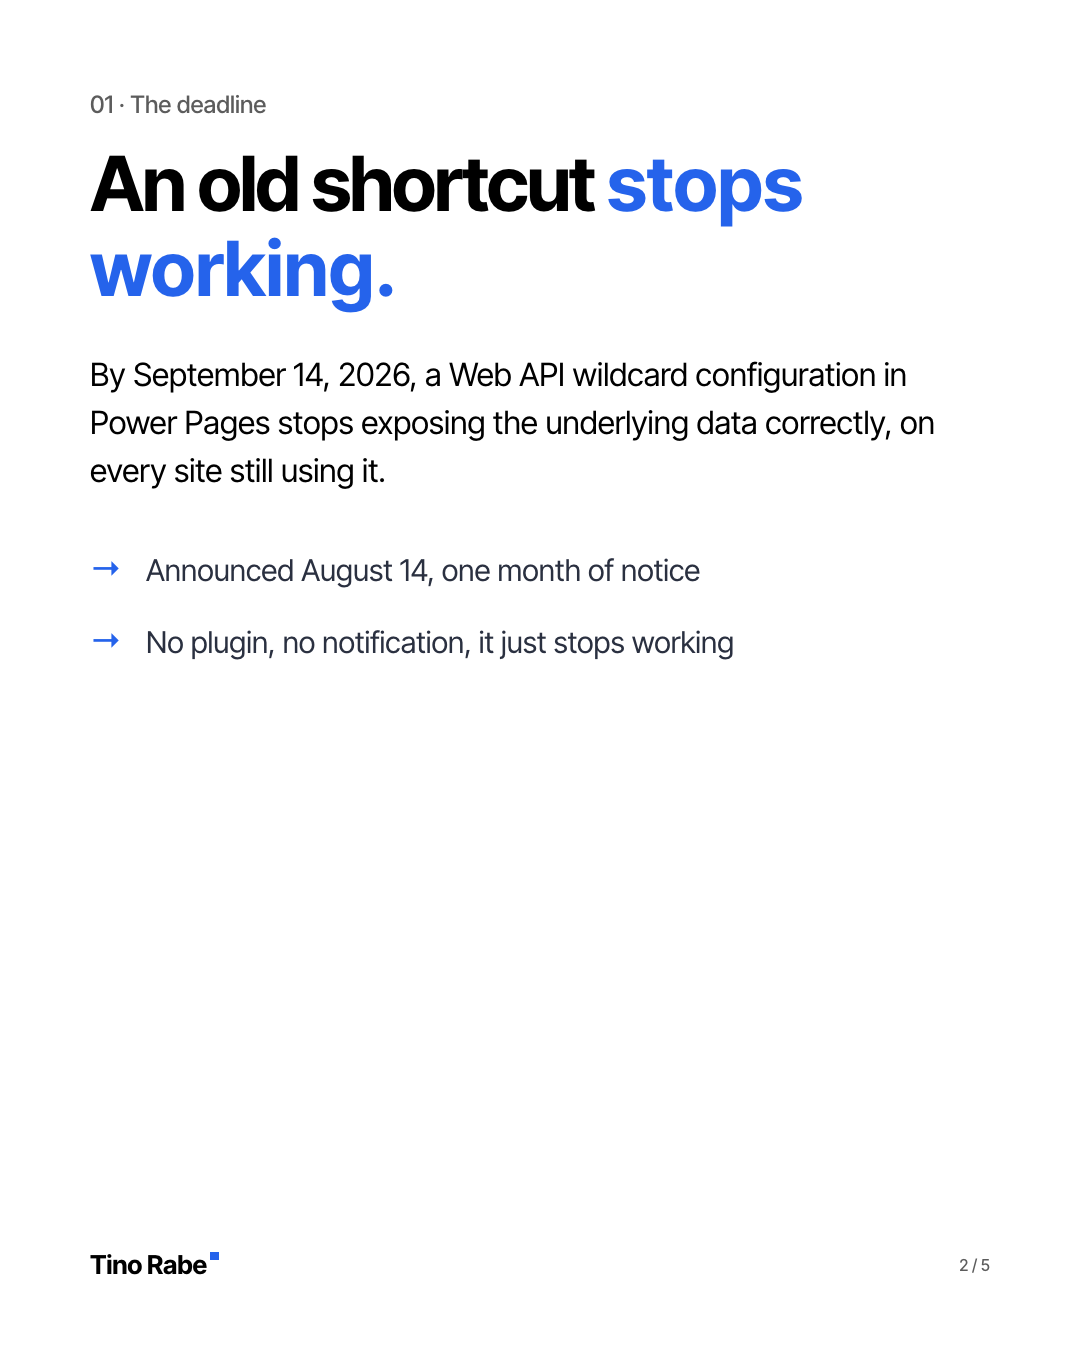 01 · The deadline
An old shortcut stops
working.
By September 14, 2026, a Web API wildcard configuration in
Power Pages stops exposing the underlying data correctly, on
every site still using it.
→ Announced August 14, one month of notice
→ No plugin, no notification, it just stops working
Tino Rabe
2 / 5